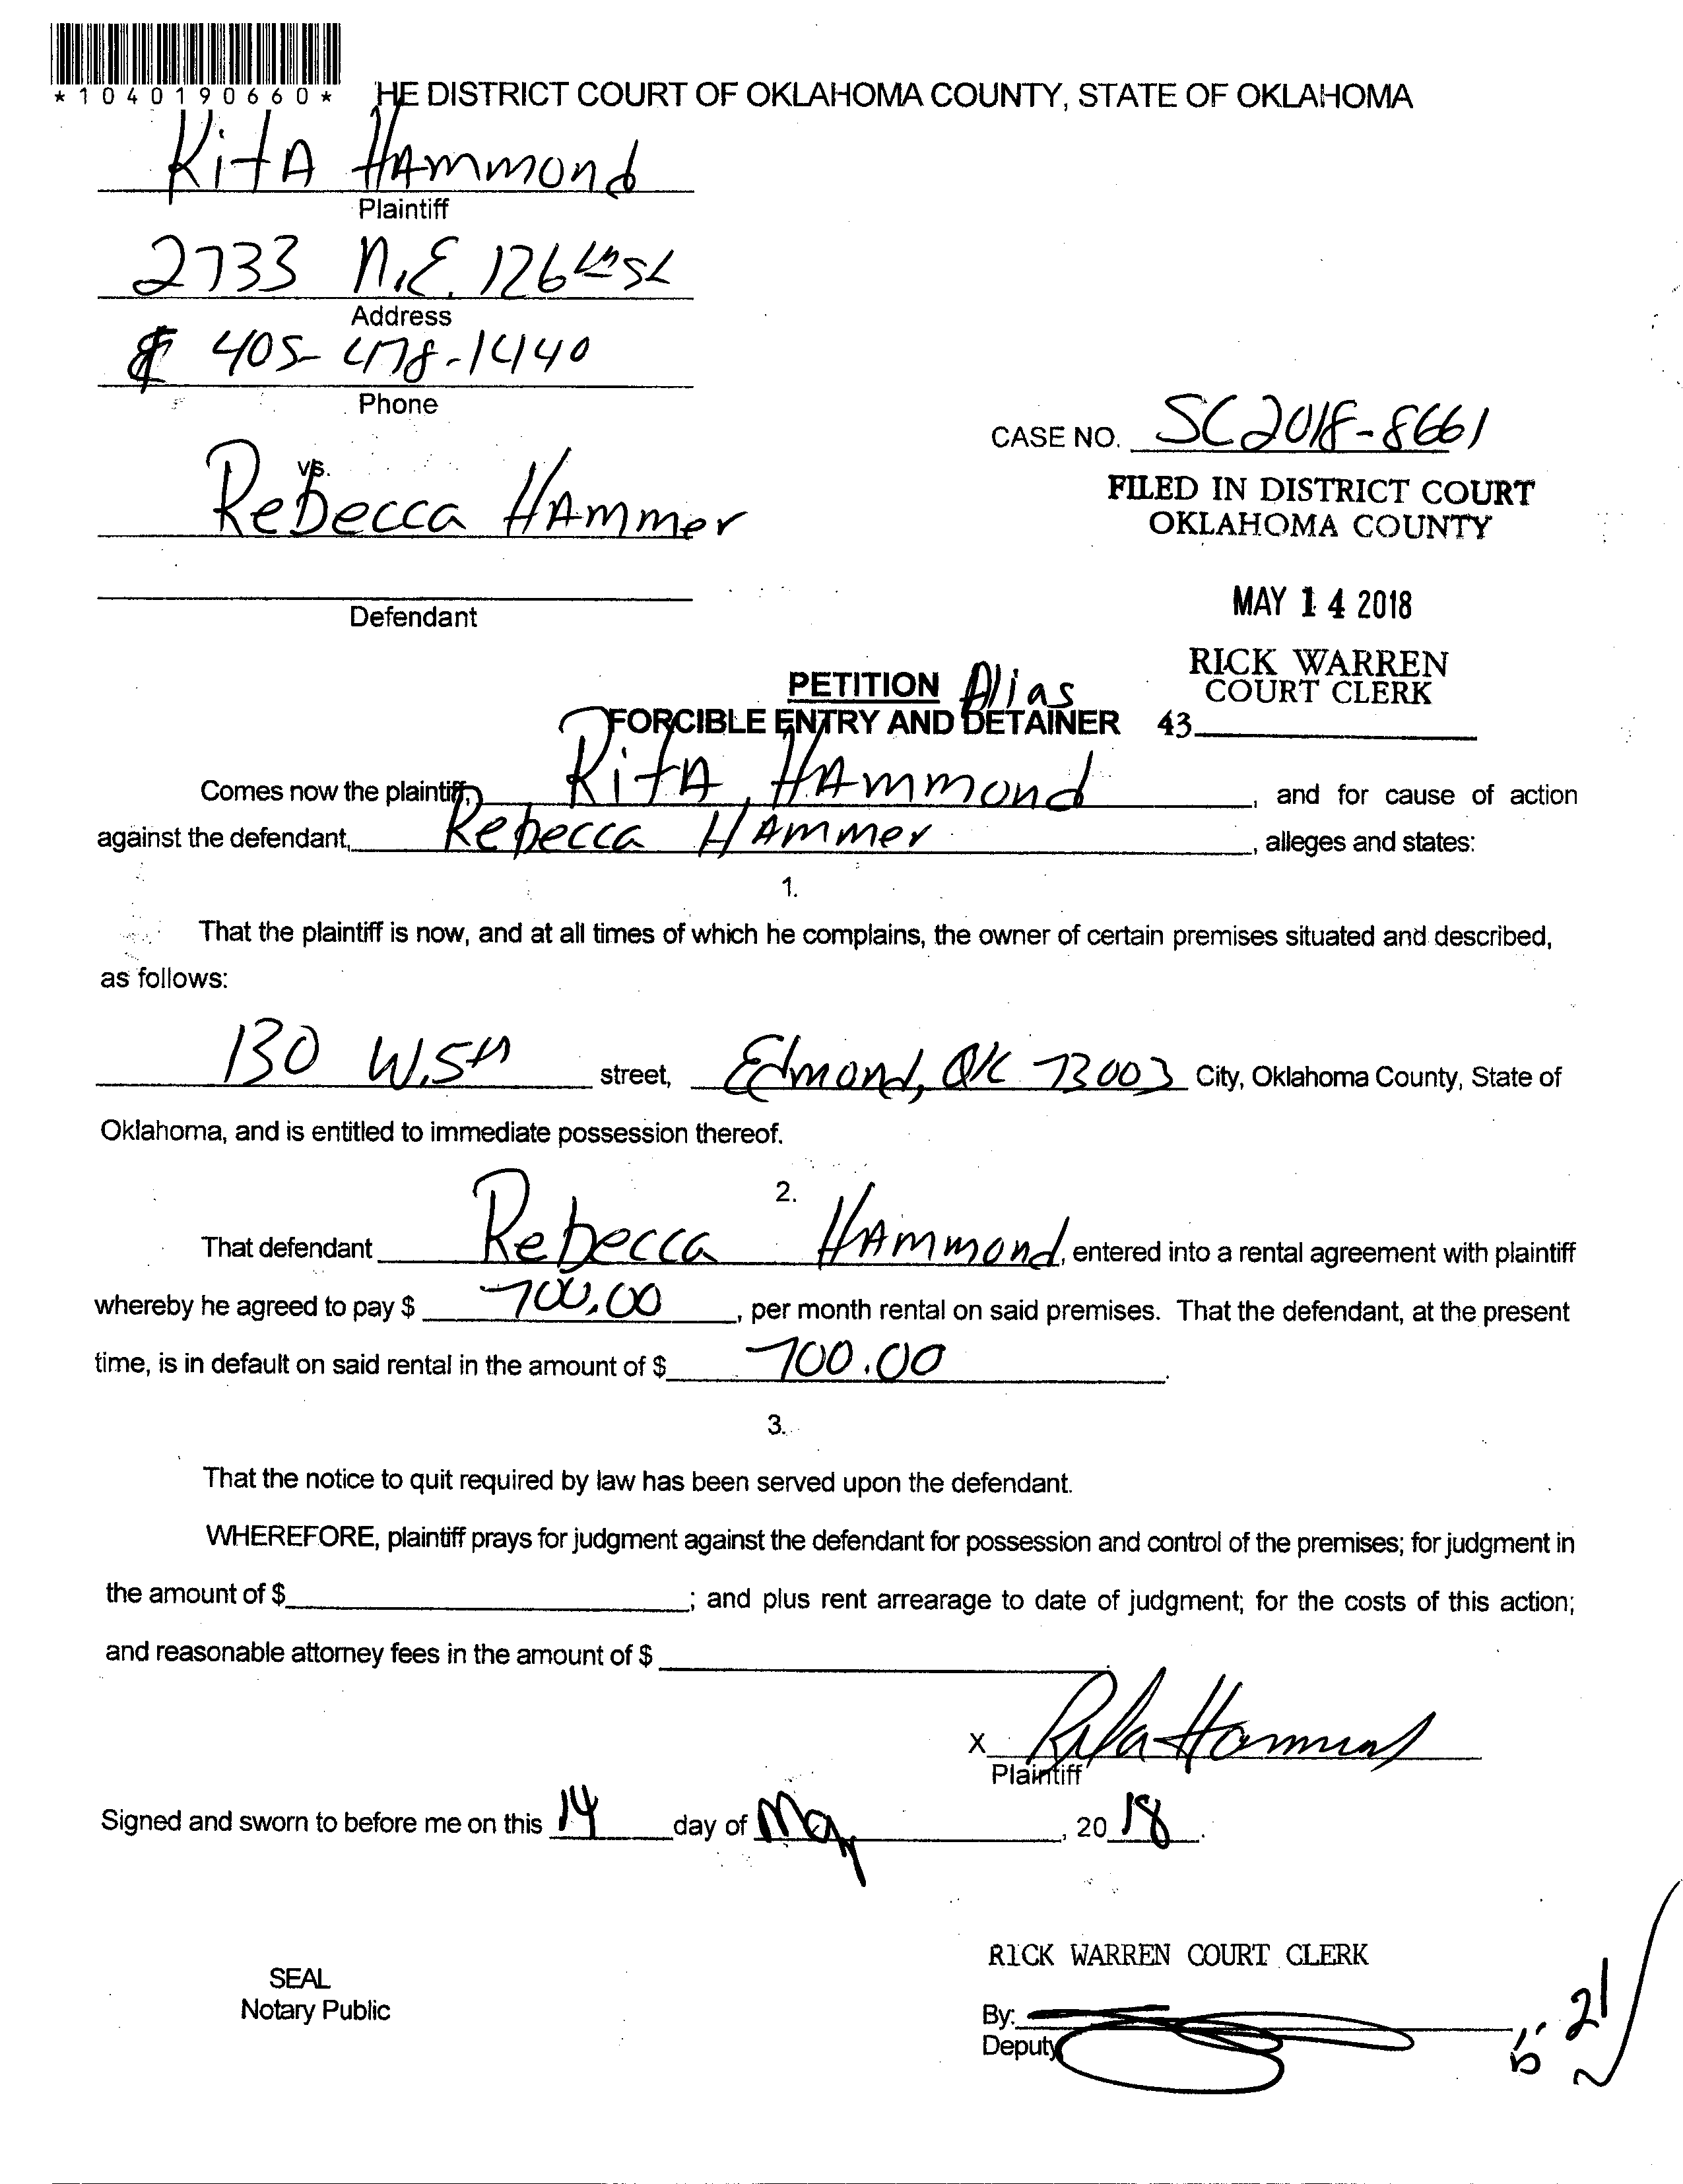 *1040190660*
HE DISTRICT COURT OF OKLAHOMA COUNTY, STATE OF OKLAHOMA
RitA HAmmond
Plaintiff
2733 N.E. 126th St
Address
405-478-1440
Phone
CASE NO. SC2018-8661
vs.
FILED IN DISTRICT COURT
Rebecca HAmmer
OKLAHOMA COUNTY
Defendant
MAY 14 2018
RICK WARREN
PETITION Alias
COURT CLERK
FORCIBLE ENTRY AND DETAINER 43
Comes now the plaintiff, RitA HAmmond, and for cause of action
against the defendant, Rebecca HAmmer, alleges and states:
1.
That the plaintiff is now, and at all times of which he complains, the owner of certain premises situated and described,
as follows:
130 W. 5th street, Edmond, OK 73003 City, Oklahoma County, State of
Oklahoma, and is entitled to immediate possession thereof.
2.
That defendant Rebecca HAmmond, entered into a rental agreement with plaintiff
whereby he agreed to pay $ 700.00, per month rental on said premises. That the defendant, at the present
time, is in default on said rental in the amount of $ 700.00.
3.
That the notice to quit required by law has been served upon the defendant.
WHEREFORE, plaintiff prays for judgment against the defendant for possession and control of the premises; for judgment in
the amount of $ ; and plus rent arrearage to date of judgment; for the costs of this action;
and reasonable attorney fees in the amount of $
X Rita Hammond
Plaintiff
Signed and sworn to before me on this 14 day of May, 20 18.
RICK WARREN COURT CLERK
SEAL
Notary Public
By:
Deputy
21